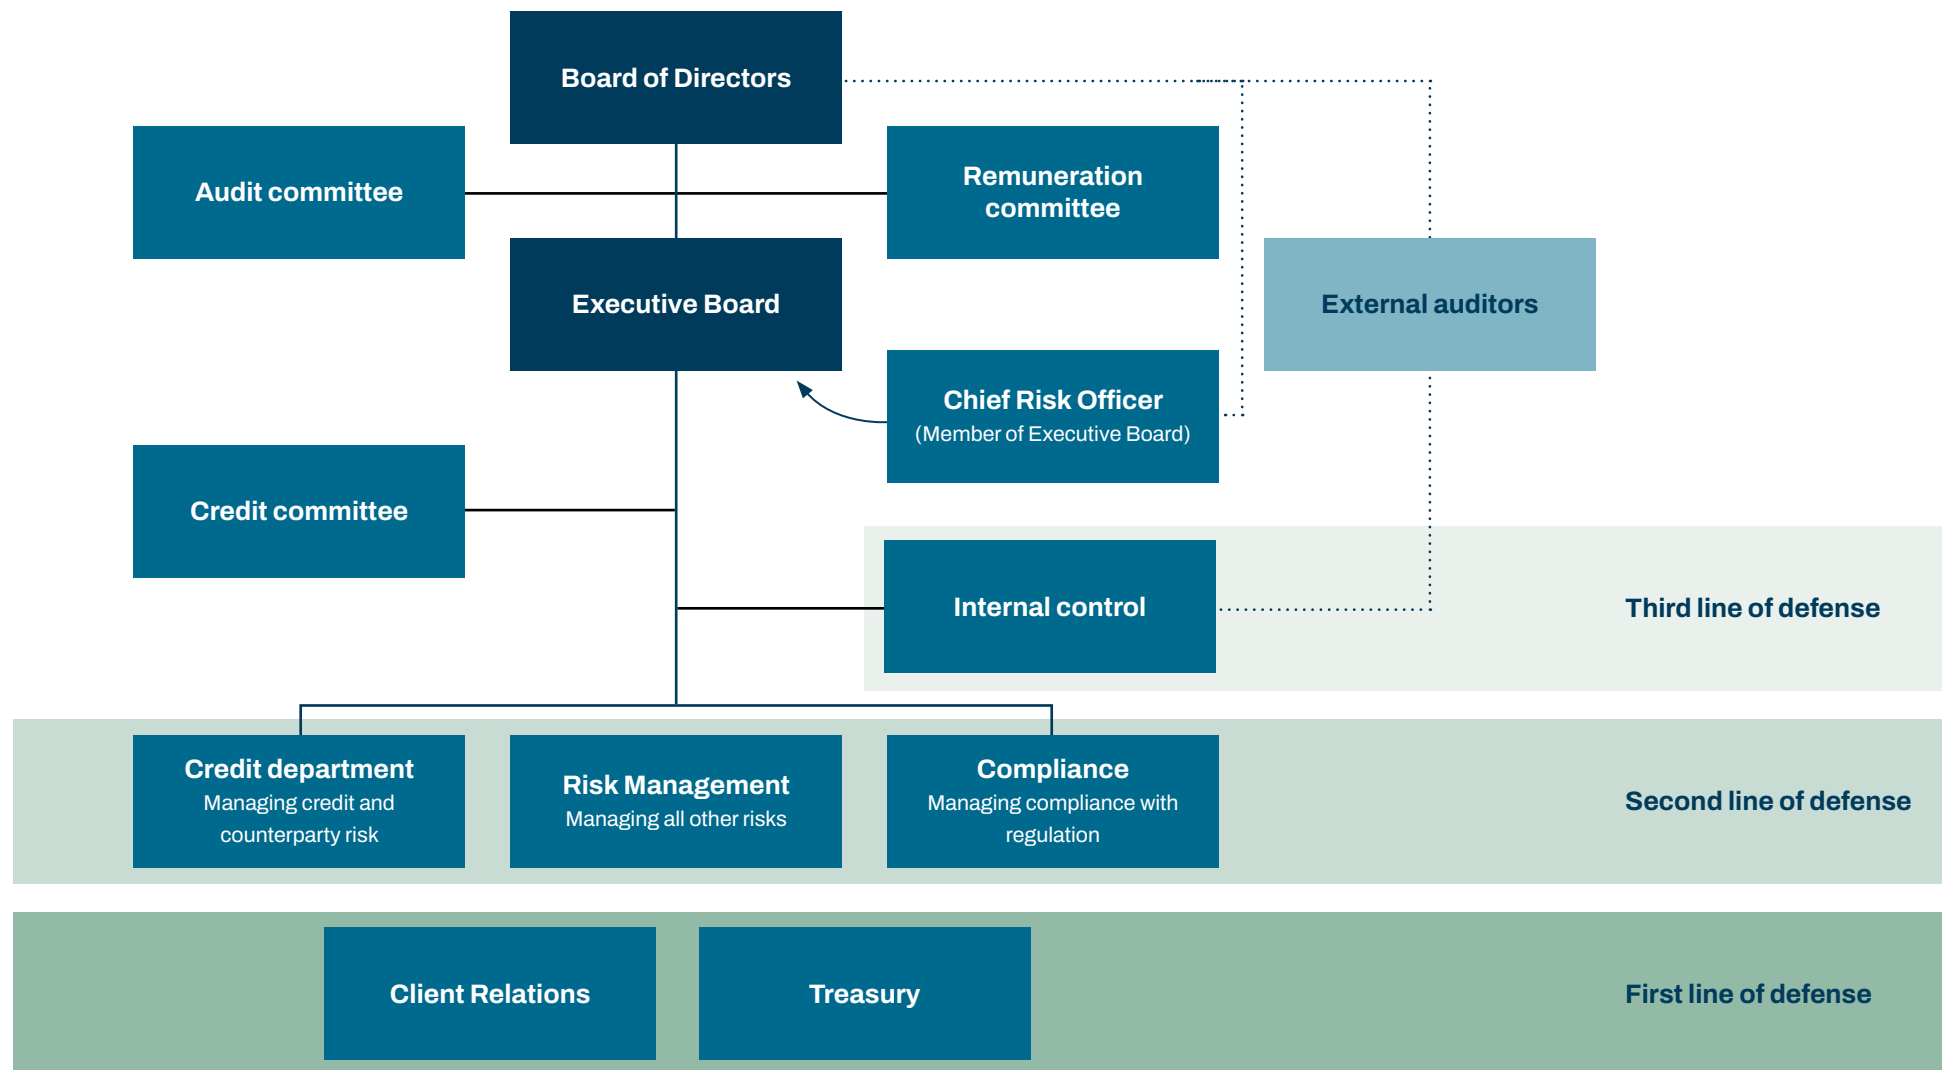 Board of Directors
Audit committee
Remuneration
committee
Executive Board
External auditors
Chief Risk Officer
(Member of Executive Board)
Credit committee
Internal control
Third line of defense
Credit department
Managing credit and
counterparty risk
Risk Management
Managing all other risks
Compliance
Managing compliance with
regulation
Second line of defense
Client Relations
Treasury
First line of defense